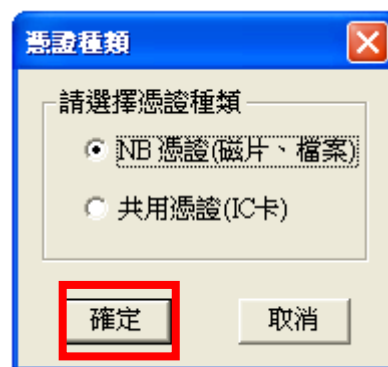 憑證種類
請選擇憑證種類
NB 憑證(磁片、檔案)
共用憑證(IC卡)
確定
取消